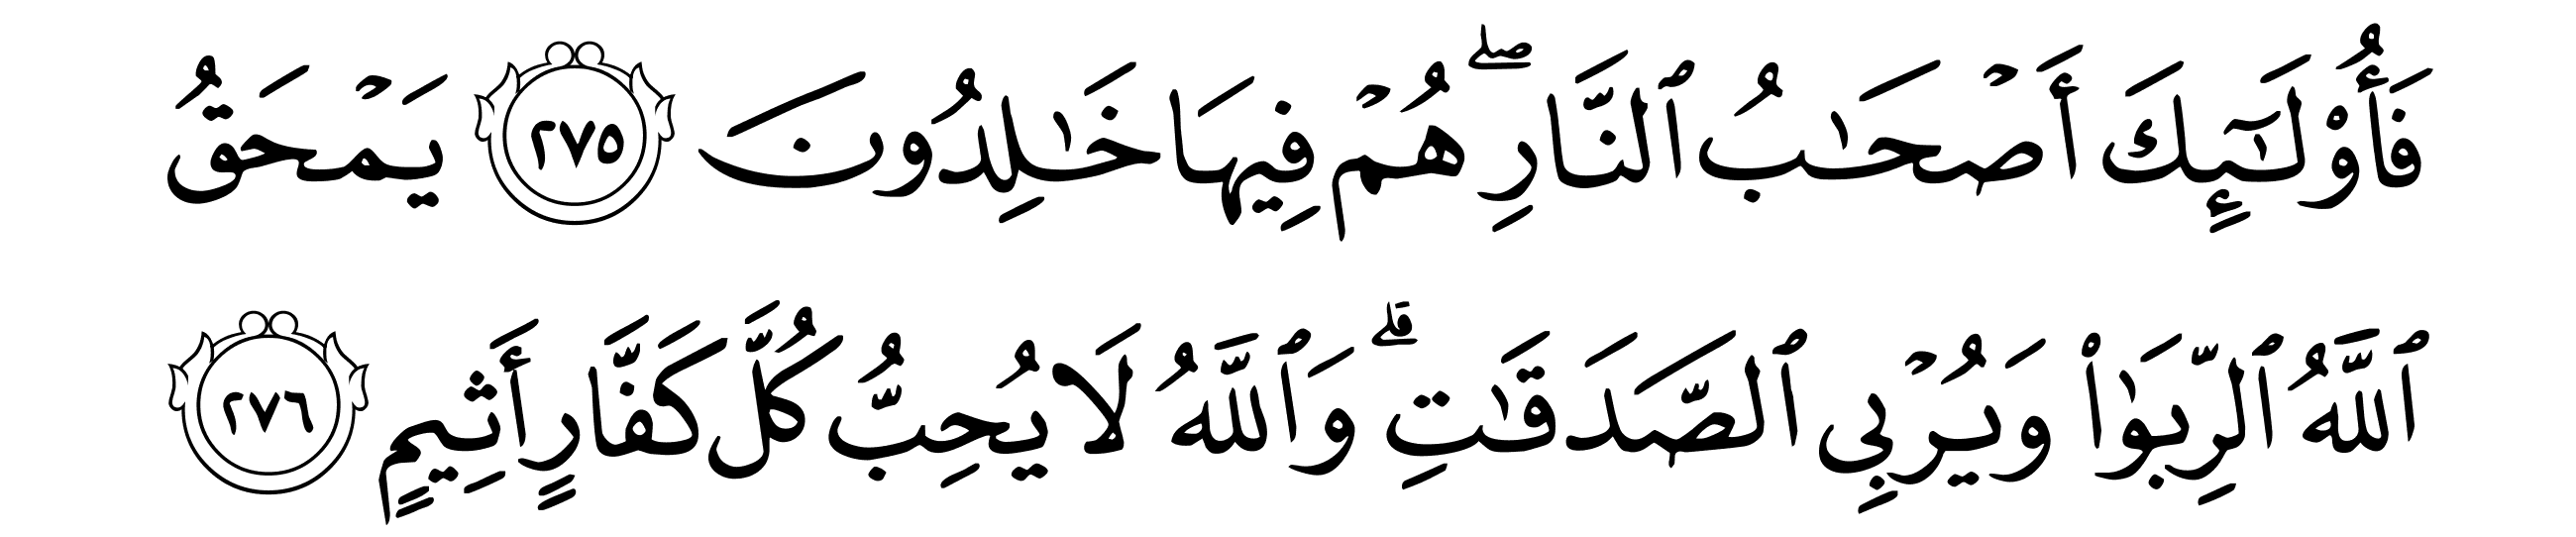 فَأُوْلَٰٓئِكَ أَصۡحَٰبُ ٱلنَّارِۖ هُمۡ فِيهَا خَٰلِدُونَ ٢٧٥ يَمۡحَقُ
ٱللَّهُ ٱلرِّبَوٰاْ وَيُرۡبِي ٱلصَّدَقَٰتِۗ وَٱللَّهُ لَا يُحِبُّ كُلَّ كَفَّارٍ أَثِيمٍ ٢٧٦